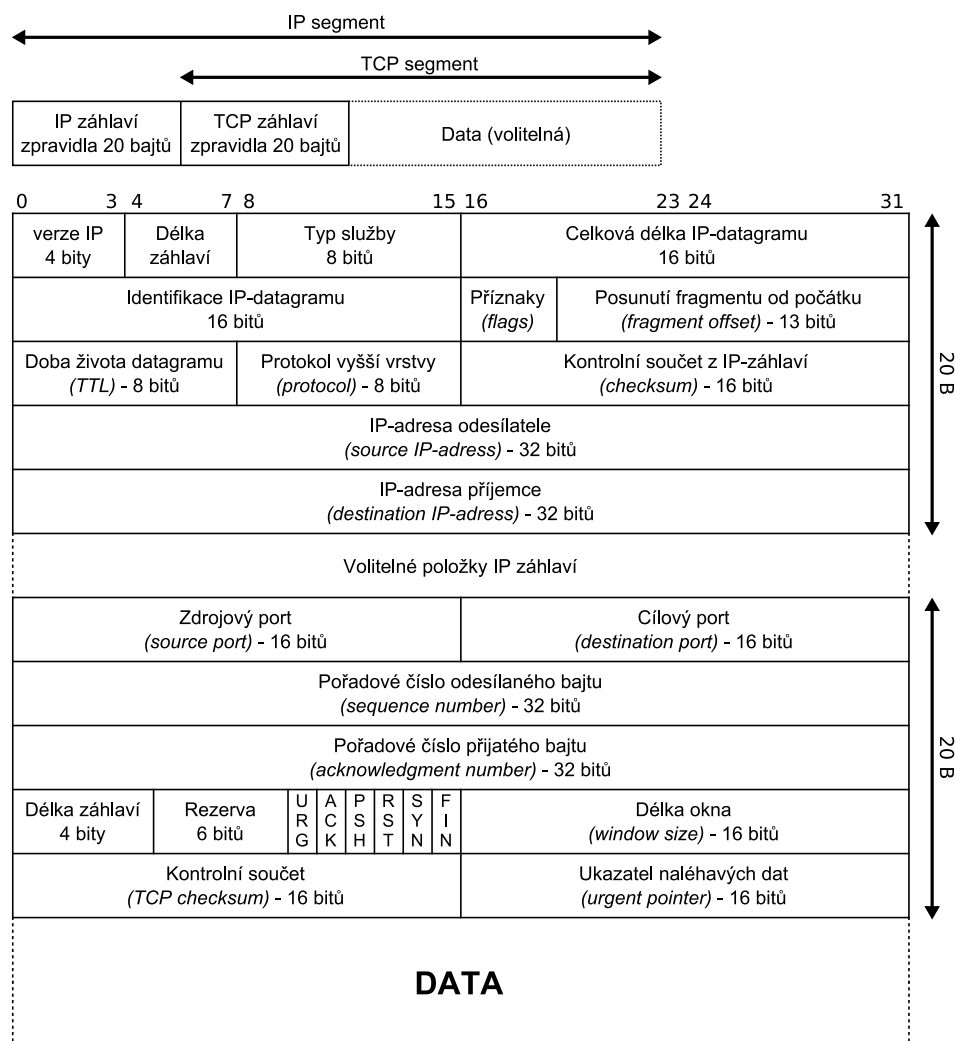 IP segment
TCP segment
IP záhlaví
zpravidla 20 bajtů
TCP záhlaví
zpravidla 20 bajtů
Data (volitelná)
0 3 4 7 8 15 16 23 24 31
verze IP
4 bity
Délka
záhlaví
Typ služby
8 bitů
Celková délka IP-datagramu
16 bitů
Identifikace IP-datagramu
16 bitů
Příznaky
(flags)
Posunutí fragmentu od počátku
(fragment offset) - 13 bitů
Doba života datagramu
(TTL) - 8 bitů
Protokol vyšší vrstvy
(protocol) - 8 bitů
Kontrolní součet z IP-záhlaví
(checksum) - 16 bitů
20 B
IP-adresa odesílatele
(source IP-adress) - 32 bitů
IP-adresa příjemce
(destination IP-adress) - 32 bitů
Volitelné položky IP záhlaví
Zdrojový port
(source port) - 16 bitů
Cílový port
(destination port) - 16 bitů
Pořadové číslo odesílaného bajtu
(sequence number) - 32 bitů
Pořadové číslo přijatého bajtu
(acknowledgment number) - 32 bitů
20 B
Délka záhlaví
4 bity
Rezerva
6 bitů
URG
ACK
PSH
RST
SYN
FIN
Délka okna
(window size) - 16 bitů
Kontrolní součet
(TCP checksum) - 16 bitů
Ukazatel naléhavých dat
(urgent pointer) - 16 bitů
DATA